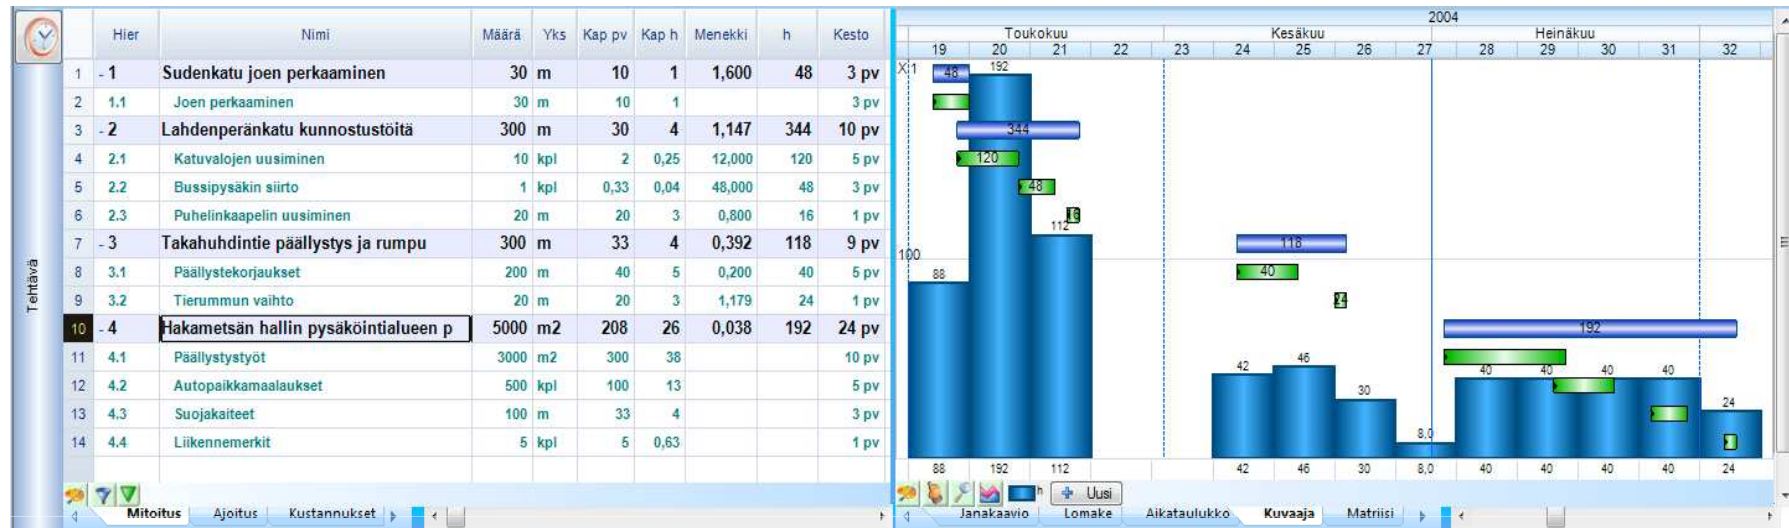 Hier Nimi Määrä Yks Kap pv Kap h Menekki h Kesto
1 - 1 Sudenkatu joen perkaaminen 30 m 10 1 1,600 48 3 pv
2 1.1 Joen perkaaminen 30 m 10 1 3 pv
3 - 2 Lahdenperänkatu kunnostustöitä 300 m 30 4 1,147 344 10 pv
4 2.1 Katuvalojen uusiminen 10 kpl 2 0,25 12,000 120 5 pv
5 2.2 Bussipysäkin siirto 1 kpl 0,33 0,04 48,000 48 3 pv
6 2.3 Puhelinkaapelin uusiminen 20 m 20 3 0,800 16 1 pv
7 - 3 Takahuhdintie päällystys ja rumpu 300 m 33 4 0,392 118 9 pv
8 3.1 Päällystekorjaukset 200 m 40 5 0,200 40 5 pv
9 3.2 Tierummun vaihto 20 m 20 3 1,179 24 1 pv
10 - 4 Hakametsän hallin pysäköintialueen p 5000 m2 208 26 0,038 192 24 pv
11 4.1 Päällystystyöt 3000 m2 300 38 10 pv
12 4.2 Autopaikkamaalaukset 500 kpl 100 13 5 pv
13 4.3 Suojakaiteet 100 m 33 4 3 pv
14 4.4 Liikennemerkit 5 kpl 5 0,63 1 pv
Tehtävä
Mitoitus Ajoitus Kustannukset
2004
Toukokuu Kesäkuu Heinäkuu
19 20 21 22 23 24 25 26 27 28 29 30 31 32
X 1 48 192
344
120
48
16
112
118
100 88 40
24
192
42 46 40 40 40 40
30 24
8,0
88 192 112 42 46 30 8,0 40 40 40 40 24
h Uusi
Janakaavio Lomake Aikataulukko Kuvaaja Matriisi